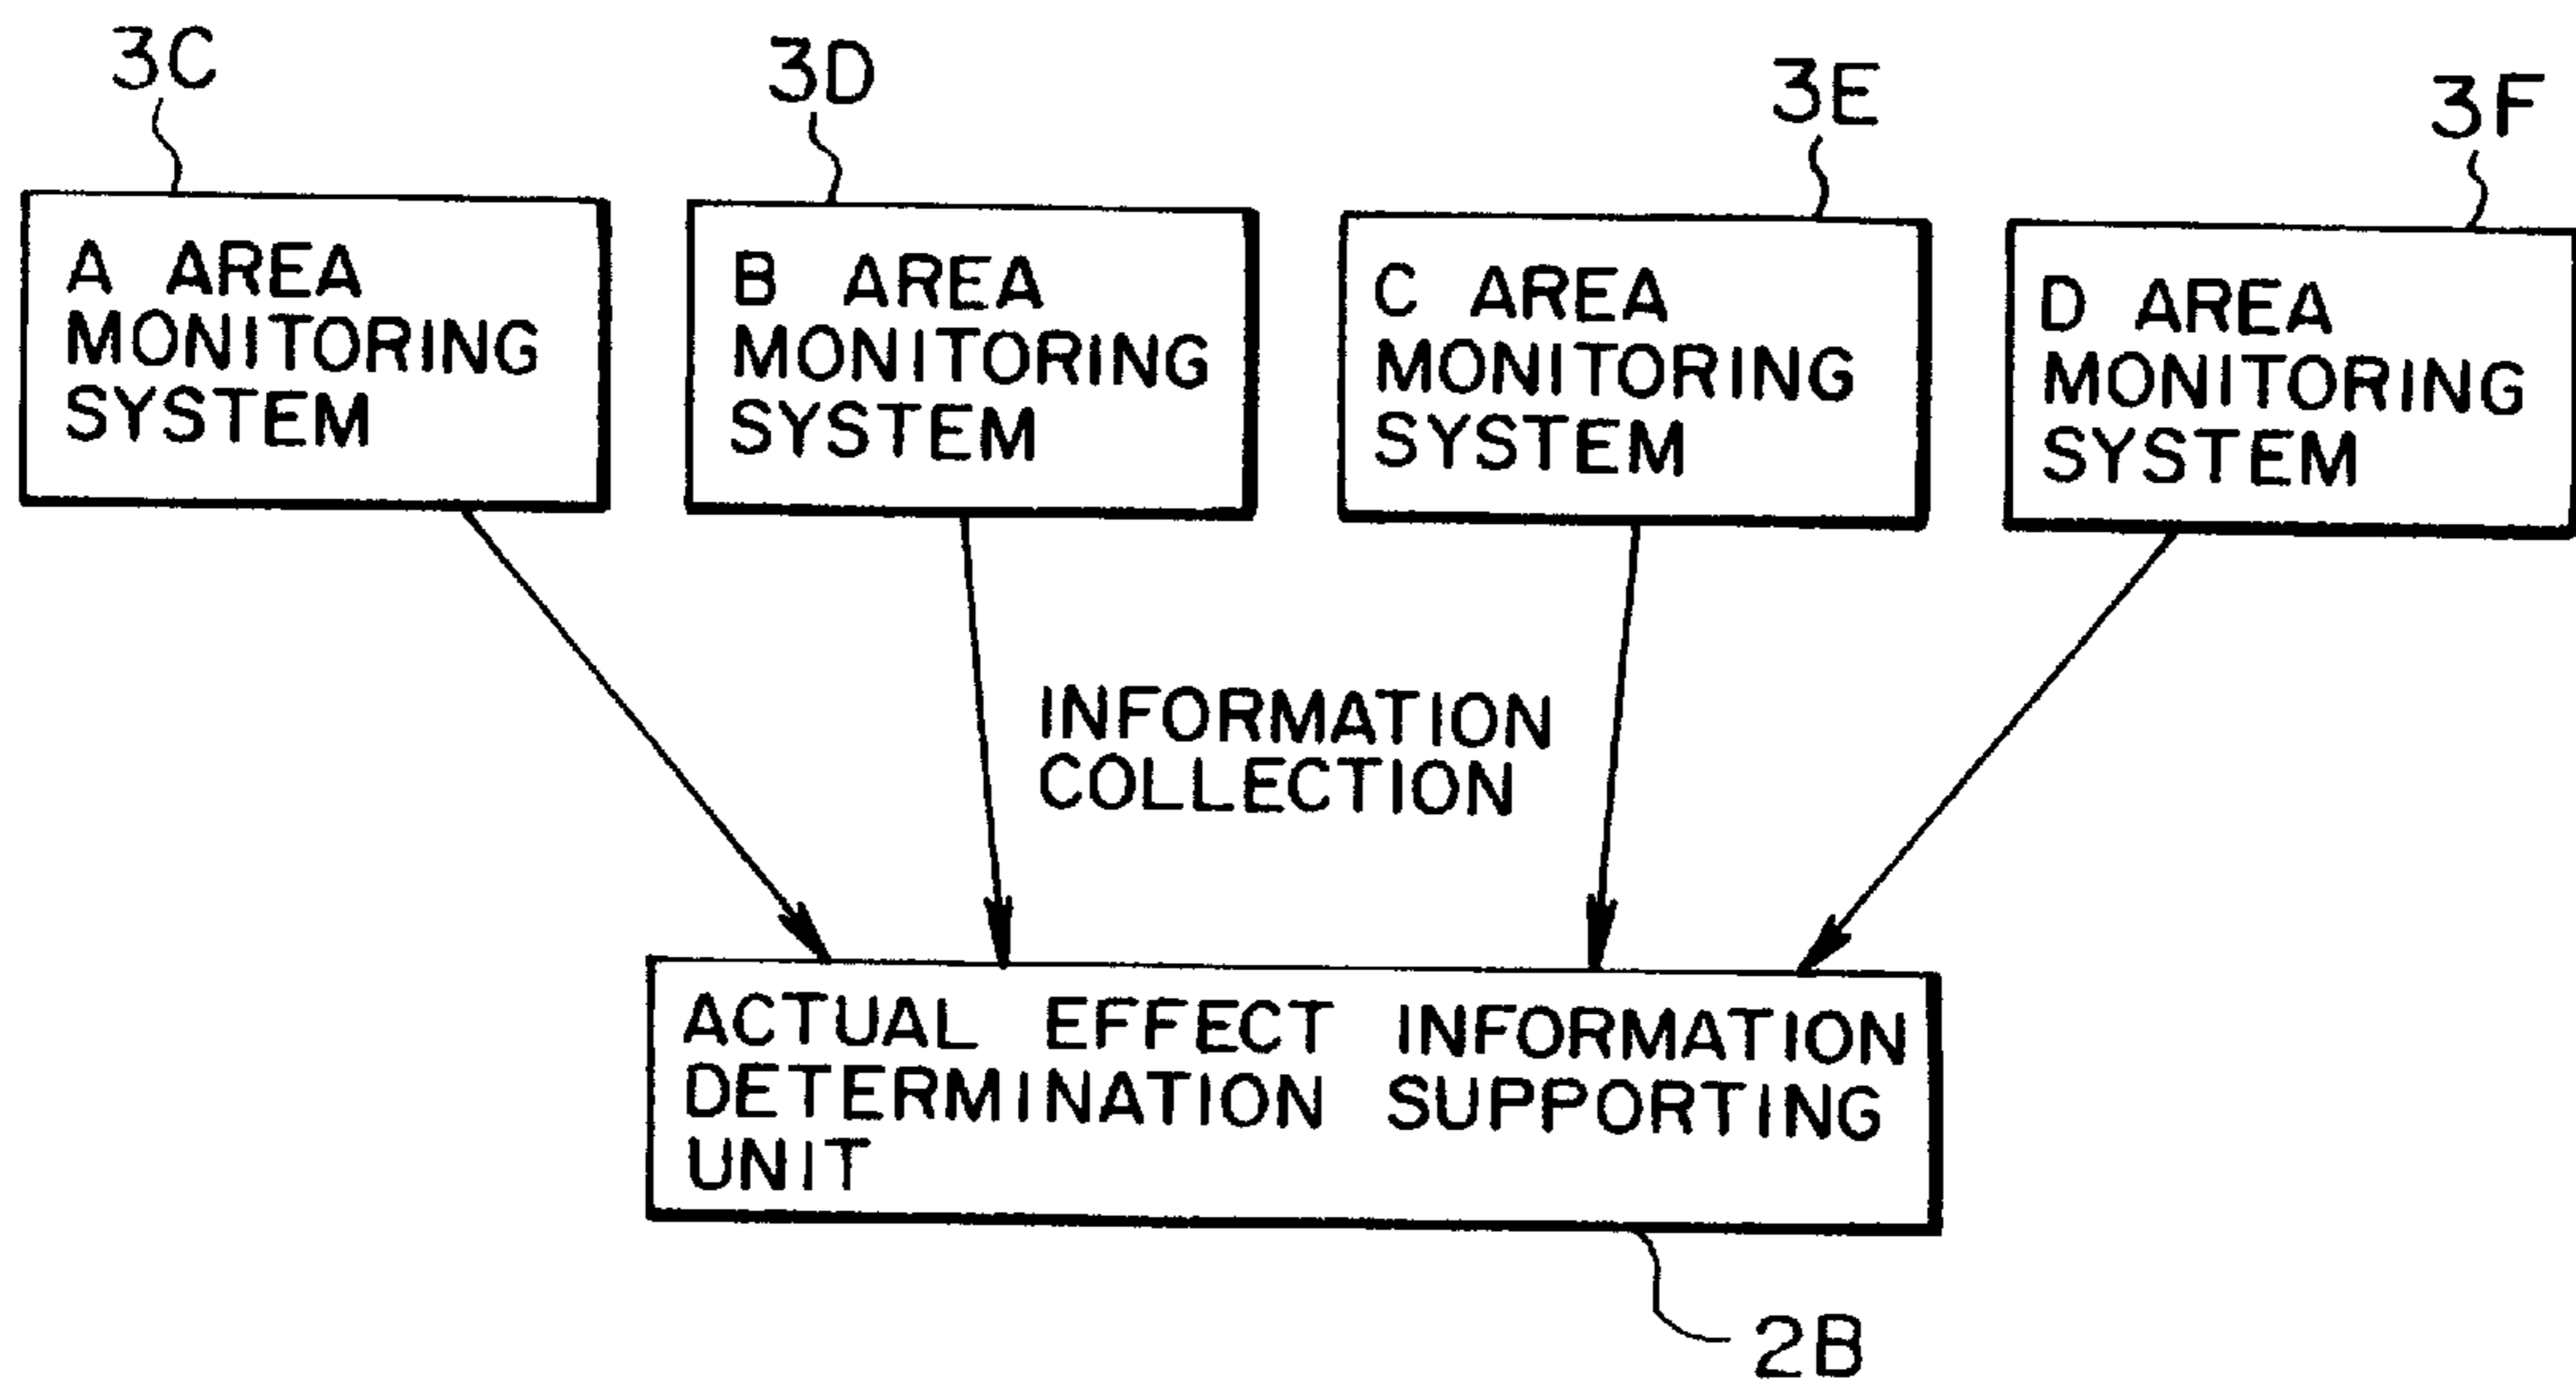 3C
3D
3E
3F
A AREA
MONITORING
SYSTEM
B AREA
MONITORING
SYSTEM
C AREA
MONITORING
SYSTEM
D AREA
MONITORING
SYSTEM
INFORMATION
COLLECTION
ACTUAL EFFECT INFORMATION
DETERMINATION SUPPORTING
UNIT
2B